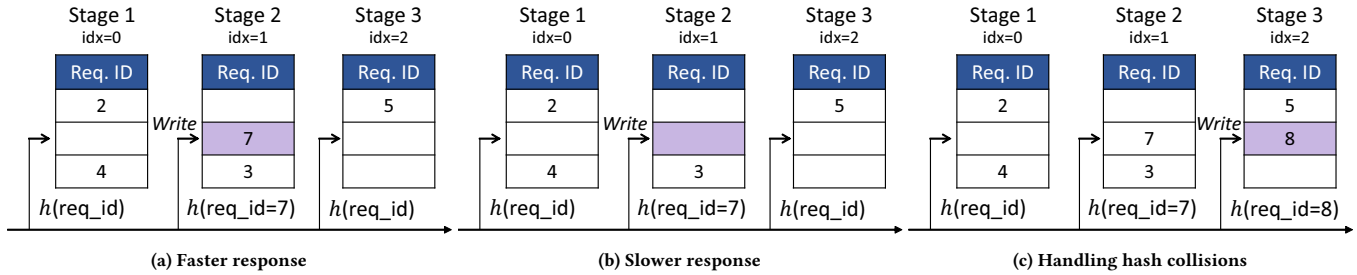 Stage 1 Stage 2 Stage 3
idx=0 idx=1 idx=2
Req. ID Req. ID Req. ID
2 5
Write 7
4 3
h(req_id) h(req_id=7) h(req_id)
(a) Faster response
Stage 1 Stage 2 Stage 3
idx=0 idx=1 idx=2
Req. ID Req. ID Req. ID
2 5
Write
4 3
h(req_id) h(req_id=7) h(req_id)
(b) Slower response
Stage 1 Stage 2 Stage 3
idx=0 idx=1 idx=2
Req. ID Req. ID Req. ID
2 5
7 Write 8
4 3
h(req_id) h(req_id=7) h(req_id=8)
(c) Handling hash collisions